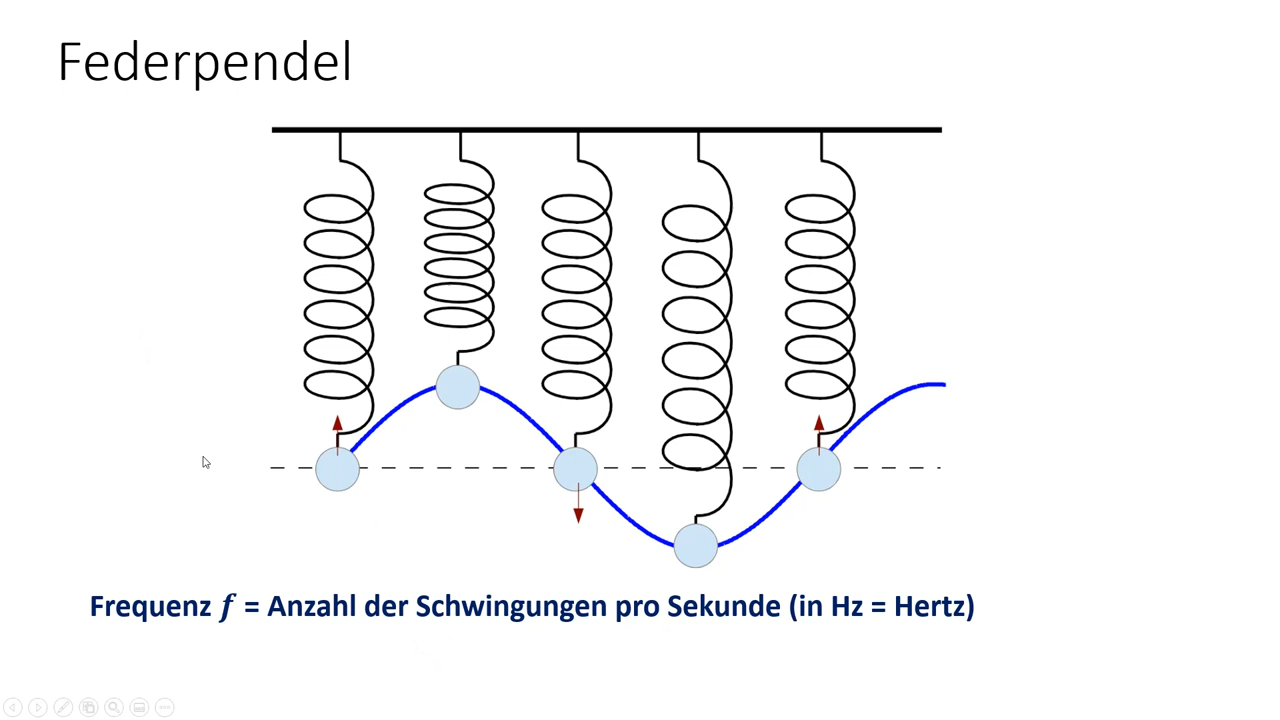 Federpendel
Frequenz f = Anzahl der Schwingungen pro Sekunde (in Hz = Hertz)